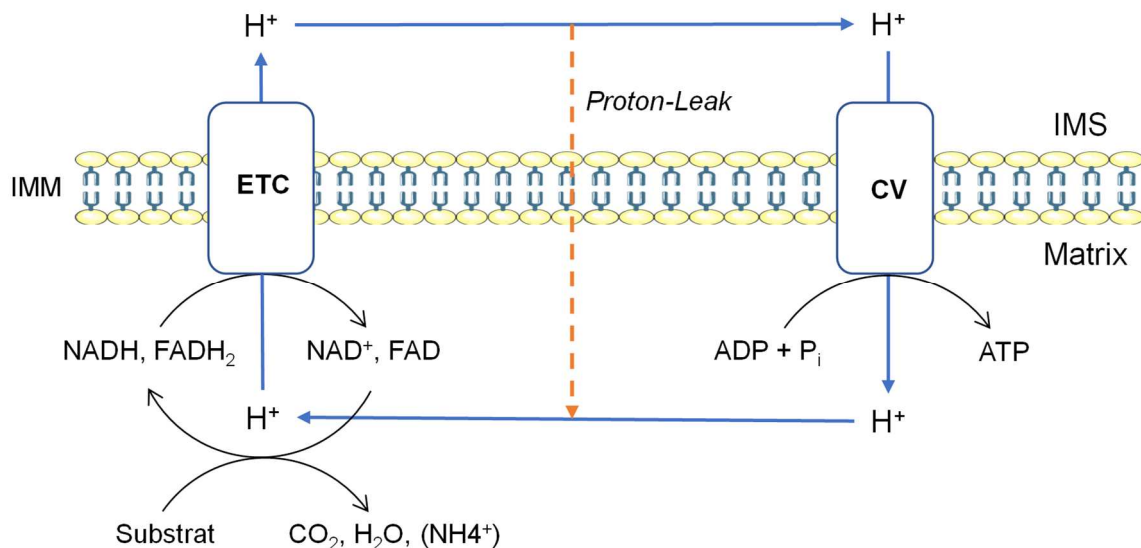 H⁺ H⁺
Proton-Leak
IMS
IMM ETC CV
Matrix
NADH, FADH₂ NAD⁺, FAD ADP + Pᵢ ATP
H⁺ H⁺
Substrat CO₂, H₂O, (NH4⁺)